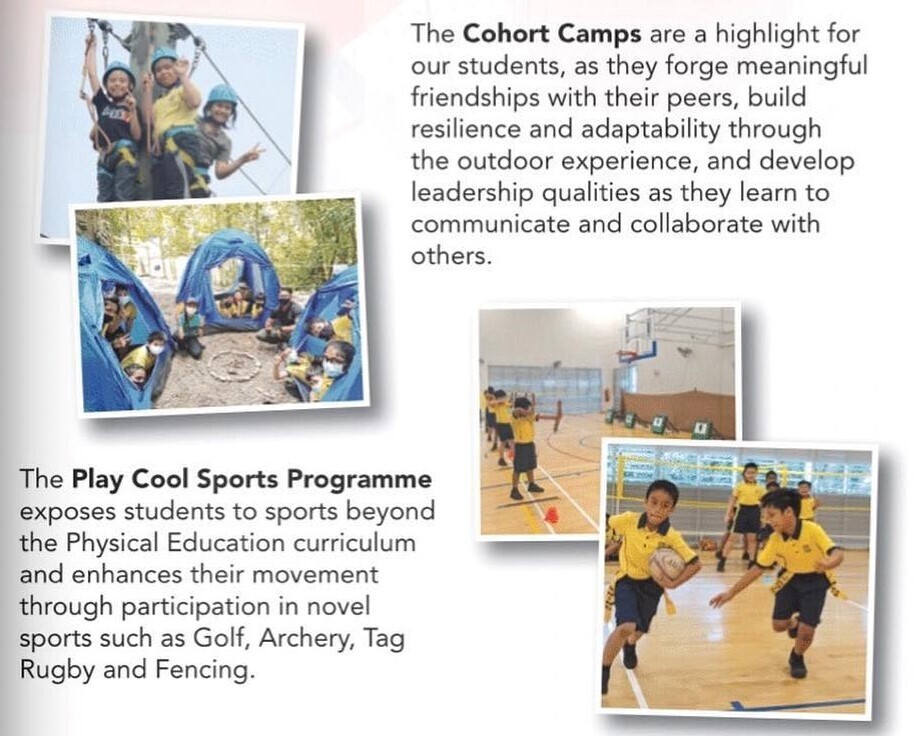 The Cohort Camps are a highlight for
our students, as they forge meaningful
friendships with their peers, build
resilience and adaptability through
the outdoor experience, and develop
leadership qualities as they learn to
communicate and collaborate with
others.
The Play Cool Sports Programme
exposes students to sports beyond
the Physical Education curriculum
and enhances their movement
through participation in novel
sports such as Golf, Archery, Tag
Rugby and Fencing.